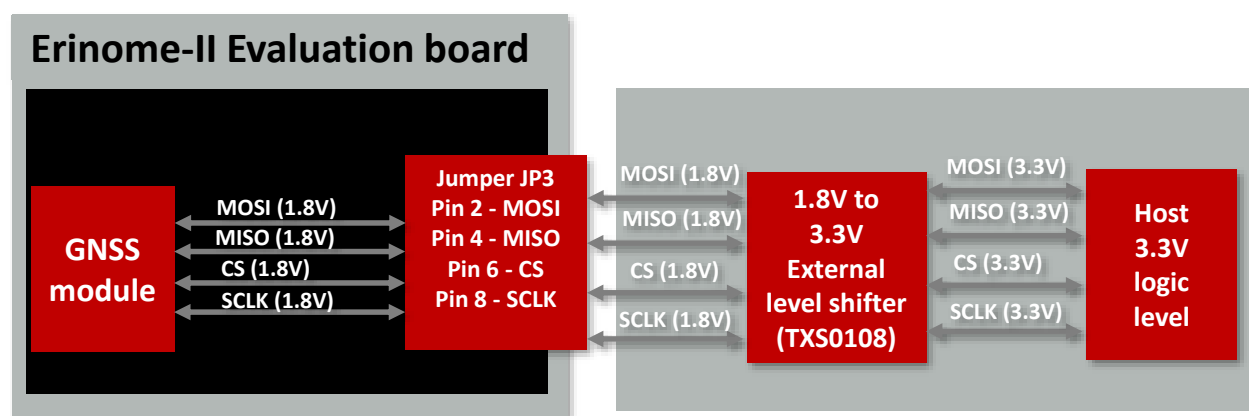 Erinome-II Evaluation board
GNSS
module
MOSI (1.8V)
MISO (1.8V)
CS (1.8V)
SCLK (1.8V)
Jumper JP3
Pin 2 - MOSI
Pin 4 - MISO
Pin 6 - CS
Pin 8 - SCLK
MOSI (1.8V)
MISO (1.8V)
CS (1.8V)
SCLK (1.8V)
1.8V to
3.3V
External
level shifter
(TXS0108)
MOSI (3.3V)
MISO (3.3V)
CS (3.3V)
SCLK (3.3V)
Host
3.3V
logic
level